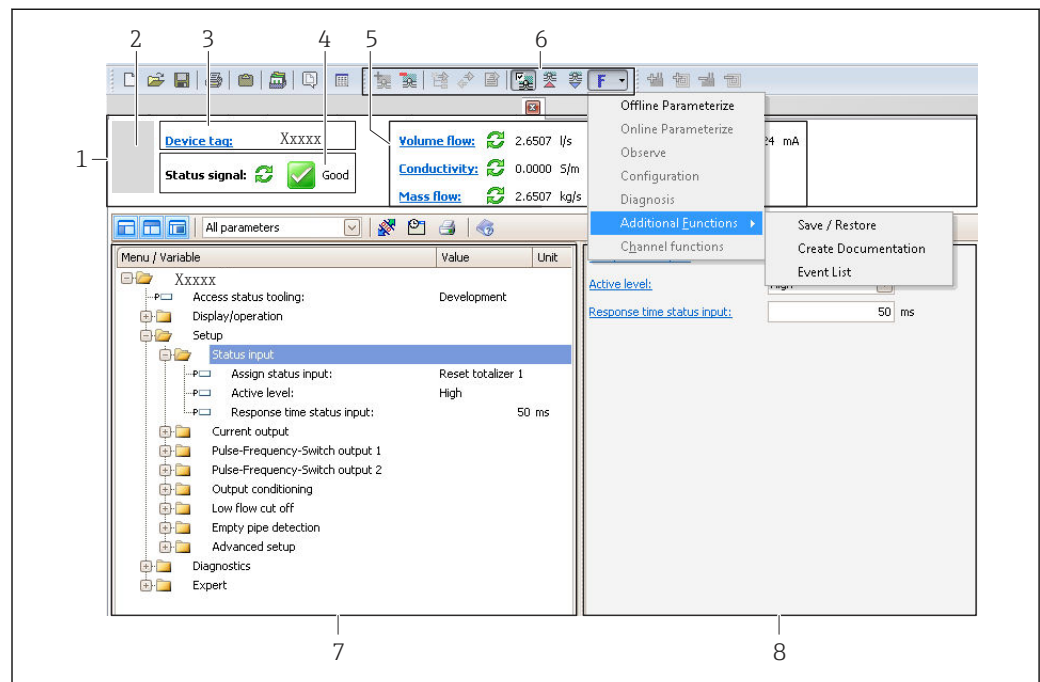 2 3 4 5 6
F
Offline Parameterize
Online Parameterize
Observe
Configuration
Diagnosis
Additional Functions
Channel functions
Save / Restore
Create Documentation
Event List
1
Device tag: Xxxxx
Status signal: Good
Volume flow: 2.6507 l/s
Conductivity: 0.0000 S/m
Mass flow: 2.6507 kg/s
24 mA
All parameters
Menu / Variable Value Unit
Xxxxx
Access status tooling: Development
Display/operation
Setup
Status input
Assign status input: Reset totalizer 1
Active level: High
Response time status input: 50 ms
Current output
Pulse-Frequency-Switch output 1
Pulse-Frequency-Switch output 2
Output conditioning
Low flow cut off
Empty pipe detection
Advanced setup
Diagnostics
Expert
Active level: High
Response time status input: 50 ms
7 8